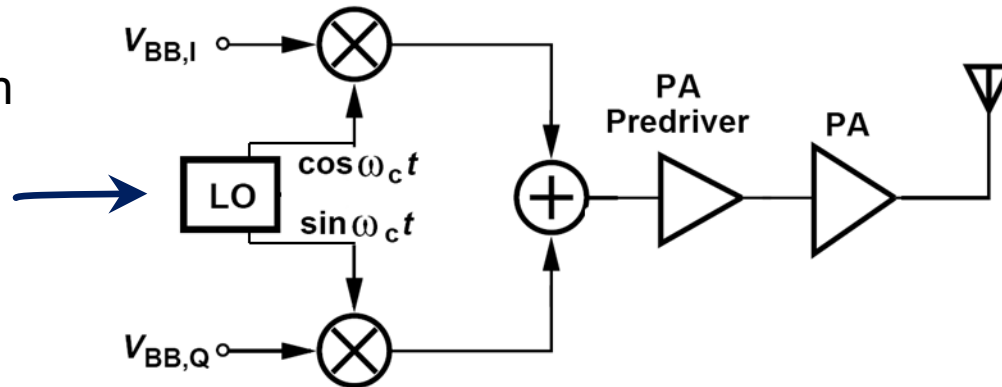 V_BB,I
n
PA
Predriver
PA
cos ω_c t
LO
sin ω_c t
V_BB,Q